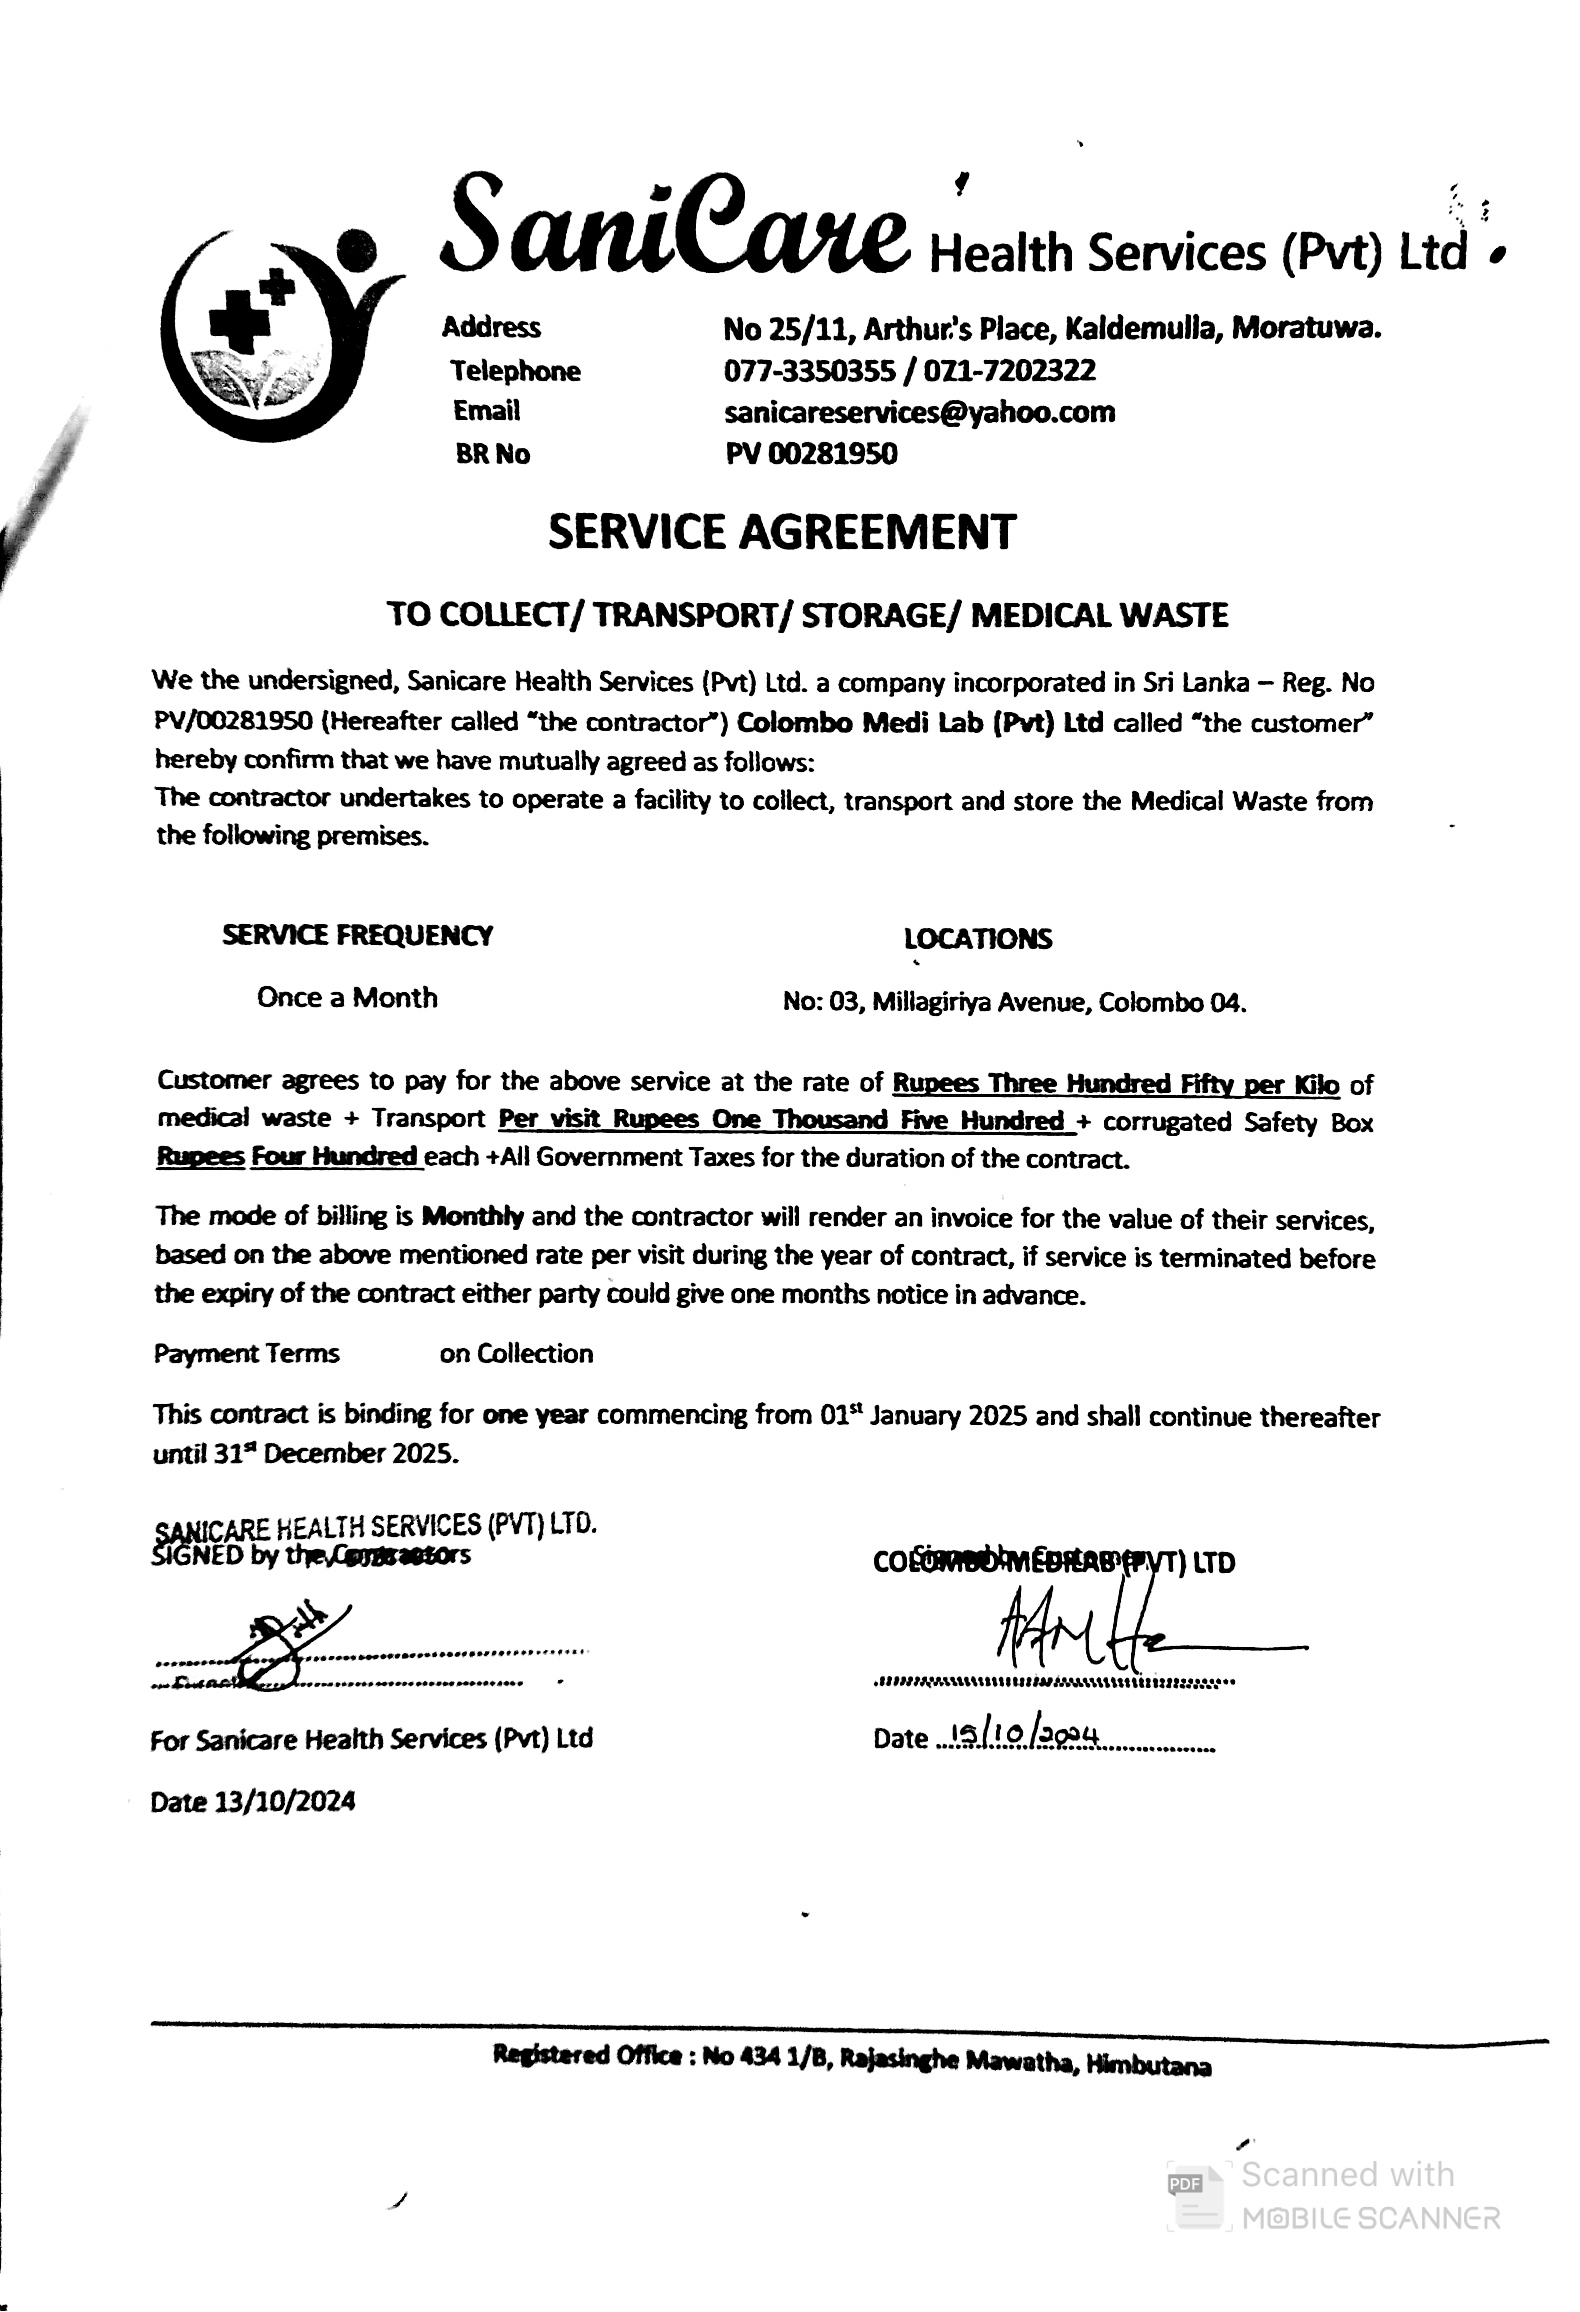 SaniCare Health Services (Pvt) Ltd
Address No 25/11, Arthur's Place, Kaldemulla, Moratuwa.
Telephone 077-3350355 / 071-7202322
Email sanicareservices@yahoo.com
BR No PV 00281950
SERVICE AGREEMENT
TO COLLECT/ TRANSPORT/ STORAGE/ MEDICAL WASTE
We the undersigned, Sanicare Health Services (Pvt) Ltd. a company incorporated in Sri Lanka – Reg. No
PV/00281950 (Hereafter called "the contractor") Colombo Medi Lab (Pvt) Ltd called "the customer"
hereby confirm that we have mutually agreed as follows:
The contractor undertakes to operate a facility to collect, transport and store the Medical Waste from
the following premises.
SERVICE FREQUENCY LOCATIONS
Once a Month No: 03, Millagiriya Avenue, Colombo 04.
Customer agrees to pay for the above service at the rate of Rupees Three Hundred Fifty per Kilo of
medical waste + Transport Per visit Rupees One Thousand Five Hundred + corrugated Safety Box
Rupees Four Hundred each +All Government Taxes for the duration of the contract.
The mode of billing is Monthly and the contractor will render an invoice for the value of their services,
based on the above mentioned rate per visit during the year of contract, if service is terminated before
the expiry of the contract either party could give one months notice in advance.
Payment Terms on Collection
This contract is binding for one year commencing from 01st January 2025 and shall continue thereafter
until 31st December 2025.
SANICARE HEALTH SERVICES (PVT) LTD.
SIGNED by the Contractors
COLOMBO MEDILAB (PVT) LTD
Signed by Customer
For Sanicare Health Services (Pvt) Ltd
Date 15/10/2024
Date 13/10/2024
Registered Office : No 434 1/B, Rajasinghe Mawatha, Himbutana
PDF
Scanned with
MOBILE SCANNER